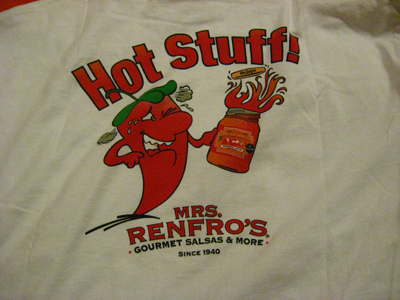 Hot Stuff!
MRS.
RENFRO'S®
GOURMET SALSAS & MORE
SINCE 1940